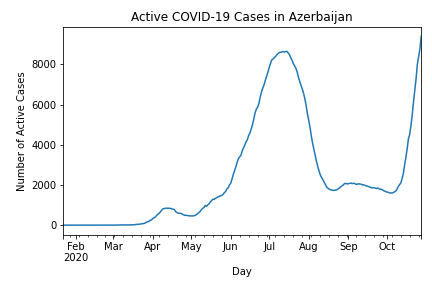 Active COVID-19 Cases in Azerbaijan
Number of Active Cases
8000
6000
4000
2000
0
Feb Mar Apr May Jun Jul Aug Sep Oct
2020
Day